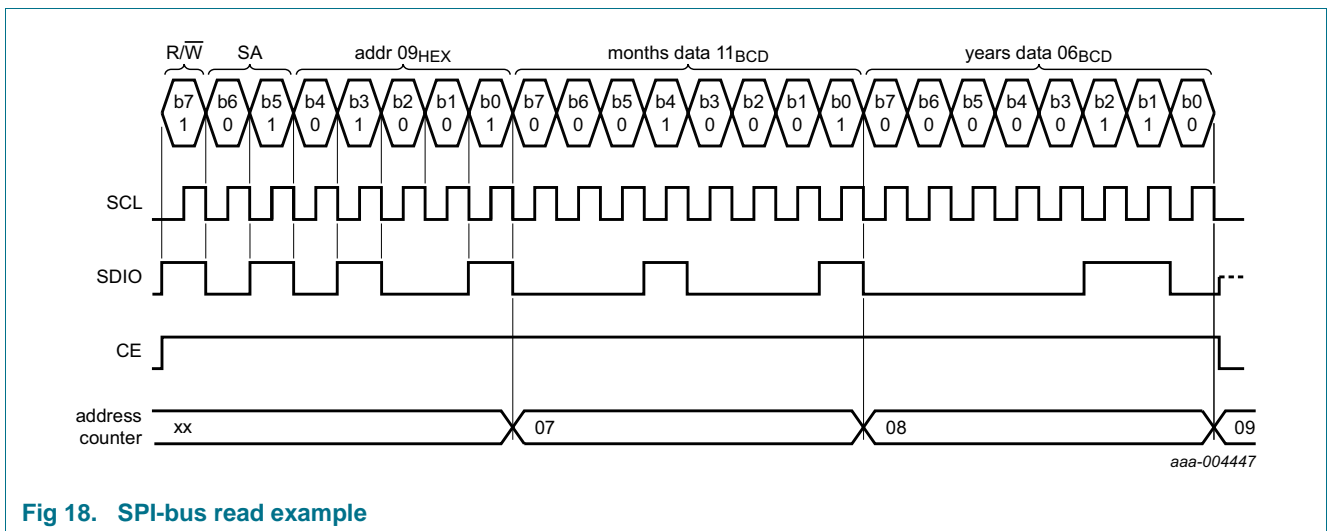 R/W SA addr 09HEX months data 11BCD years data 06BCD
b7 b6 b5 b4 b3 b2 b1 b0 b7 b6 b5 b4 b3 b2 b1 b0 b7 b6 b5 b4 b3 b2 b1 b0
1 0 1 0 1 0 0 1 0 0 0 1 0 0 0 1 0 0 0 0 0 1 1 0
SCL
SDIO
CE
address
counter
xx 07 08 09
aaa-004447
Fig 18. SPI-bus read example